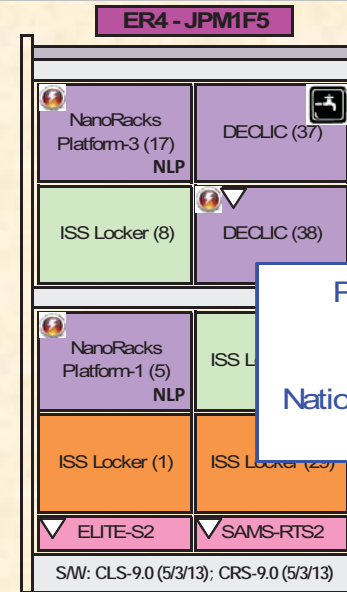 ER4 - JPM1F5
NanoRacks
Platform-3 (17)
NLP
DECLIC (37)
ISS Locker (8)
DECLIC (38)
NanoRacks
Platform-1 (5)
NLP
ISS L
P
Natio
ISS Locker (1)
ISS Locker (29)
ELITE-S2
SAMS-RTS2
S/W: CLS-9.0 (5/3/13); CRS-9.0 (5/3/13)